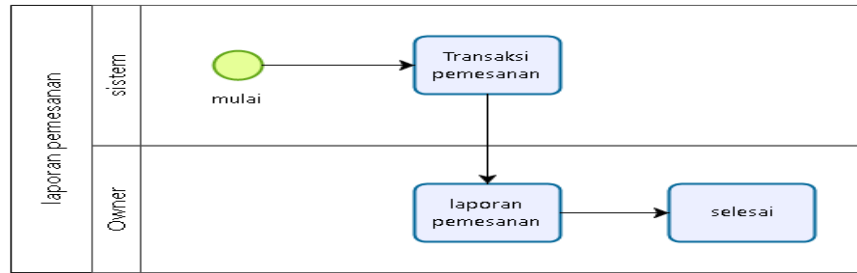 laporan pemesanan
sistem
mulai
Transaksi
pemesanan
Owner
laporan
pemesanan
selesai